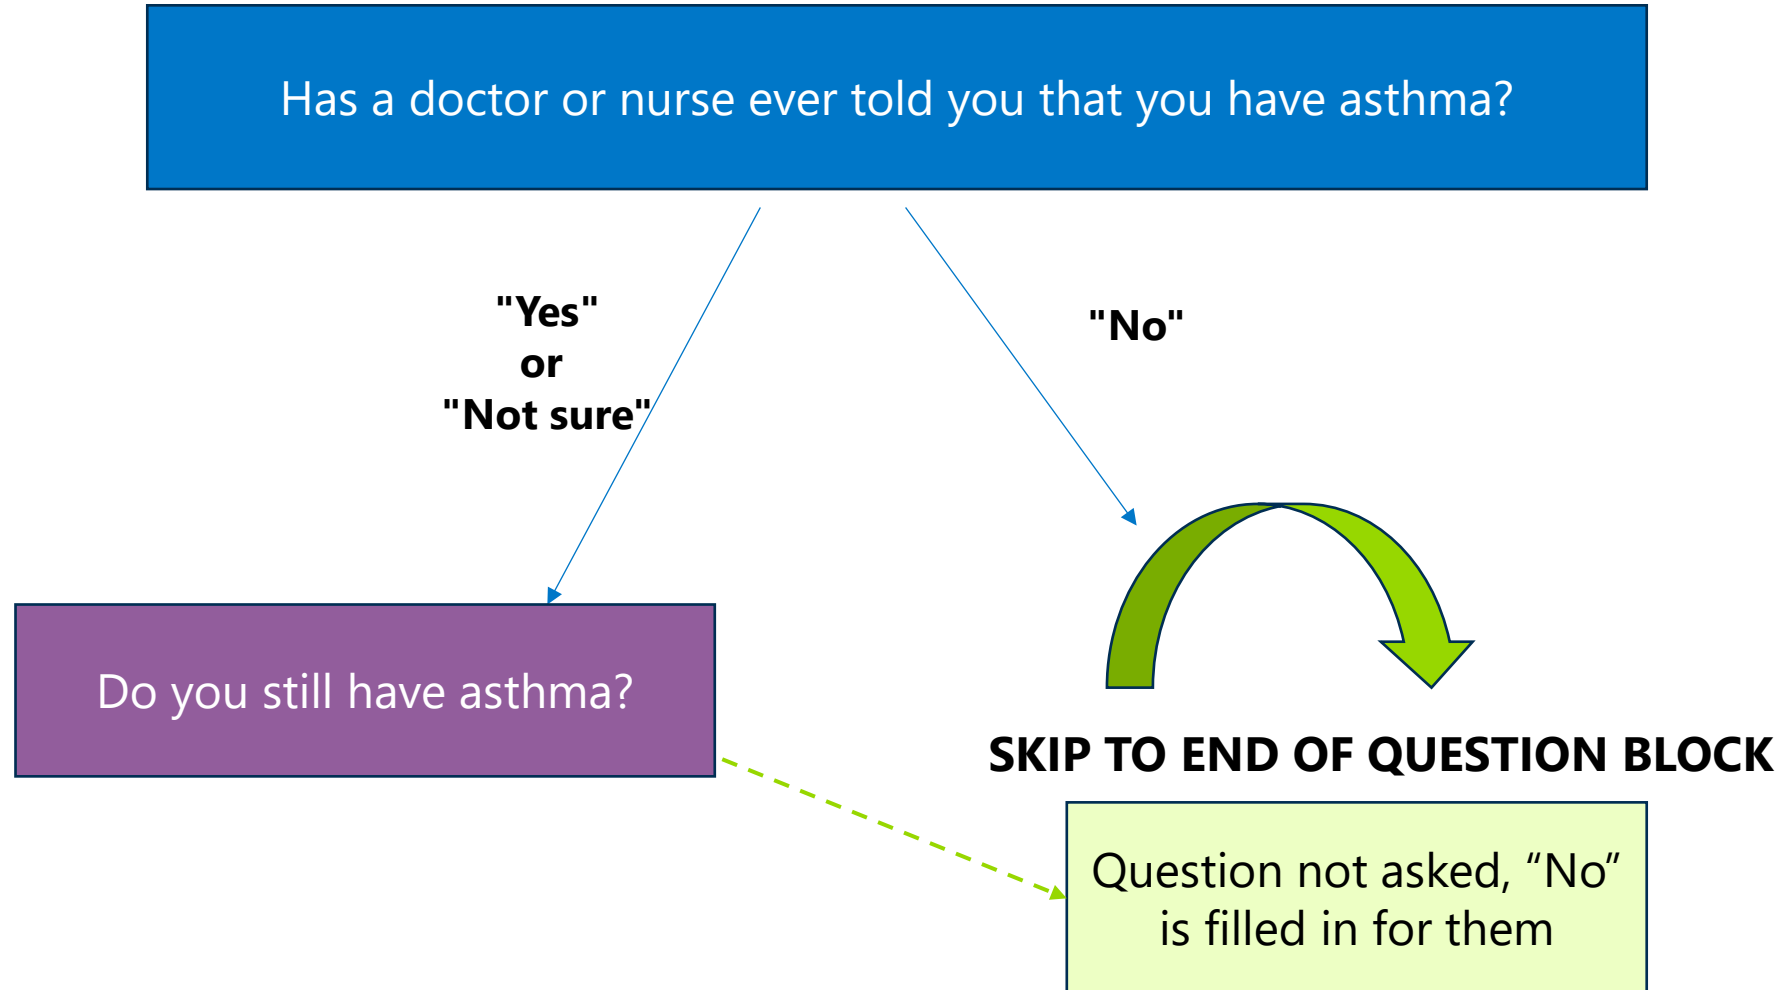 Has a doctor or nurse ever told you that you have asthma?
"Yes"
or
"Not sure"
"No"
Do you still have asthma?
SKIP TO END OF QUESTION BLOCK
Question not asked, “No”
is filled in for them